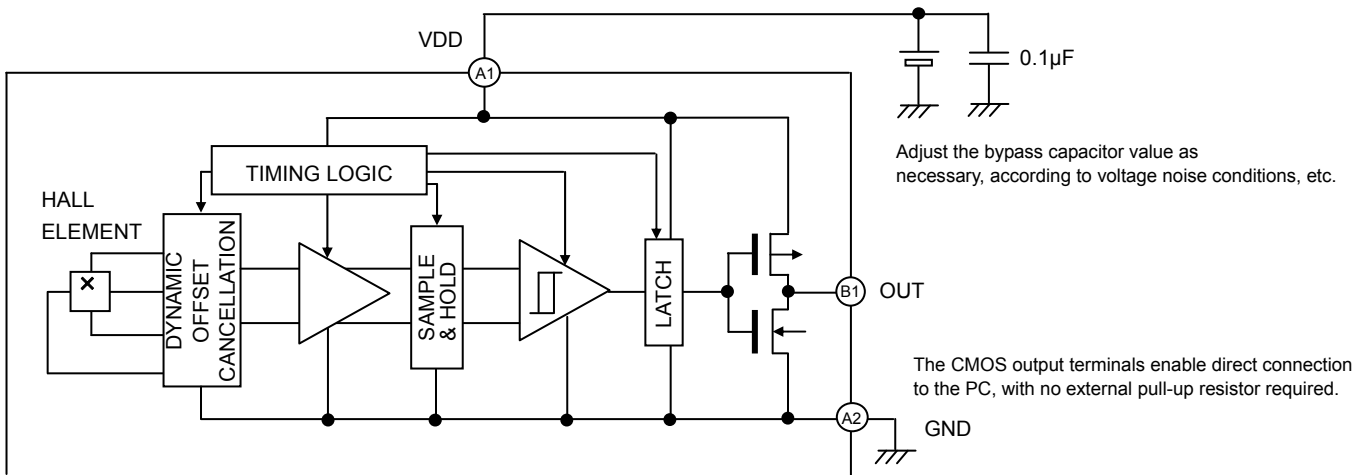 VDD
A1
0.1µF
Adjust the bypass capacitor value as
necessary, according to voltage noise conditions, etc.
TIMING LOGIC
HALL
ELEMENT
DYNAMIC
OFFSET
CANCELLATION
SAMPLE
& HOLD
LATCH
B1
OUT
The CMOS output terminals enable direct connection
to the PC, with no external pull-up resistor required.
A2
GND